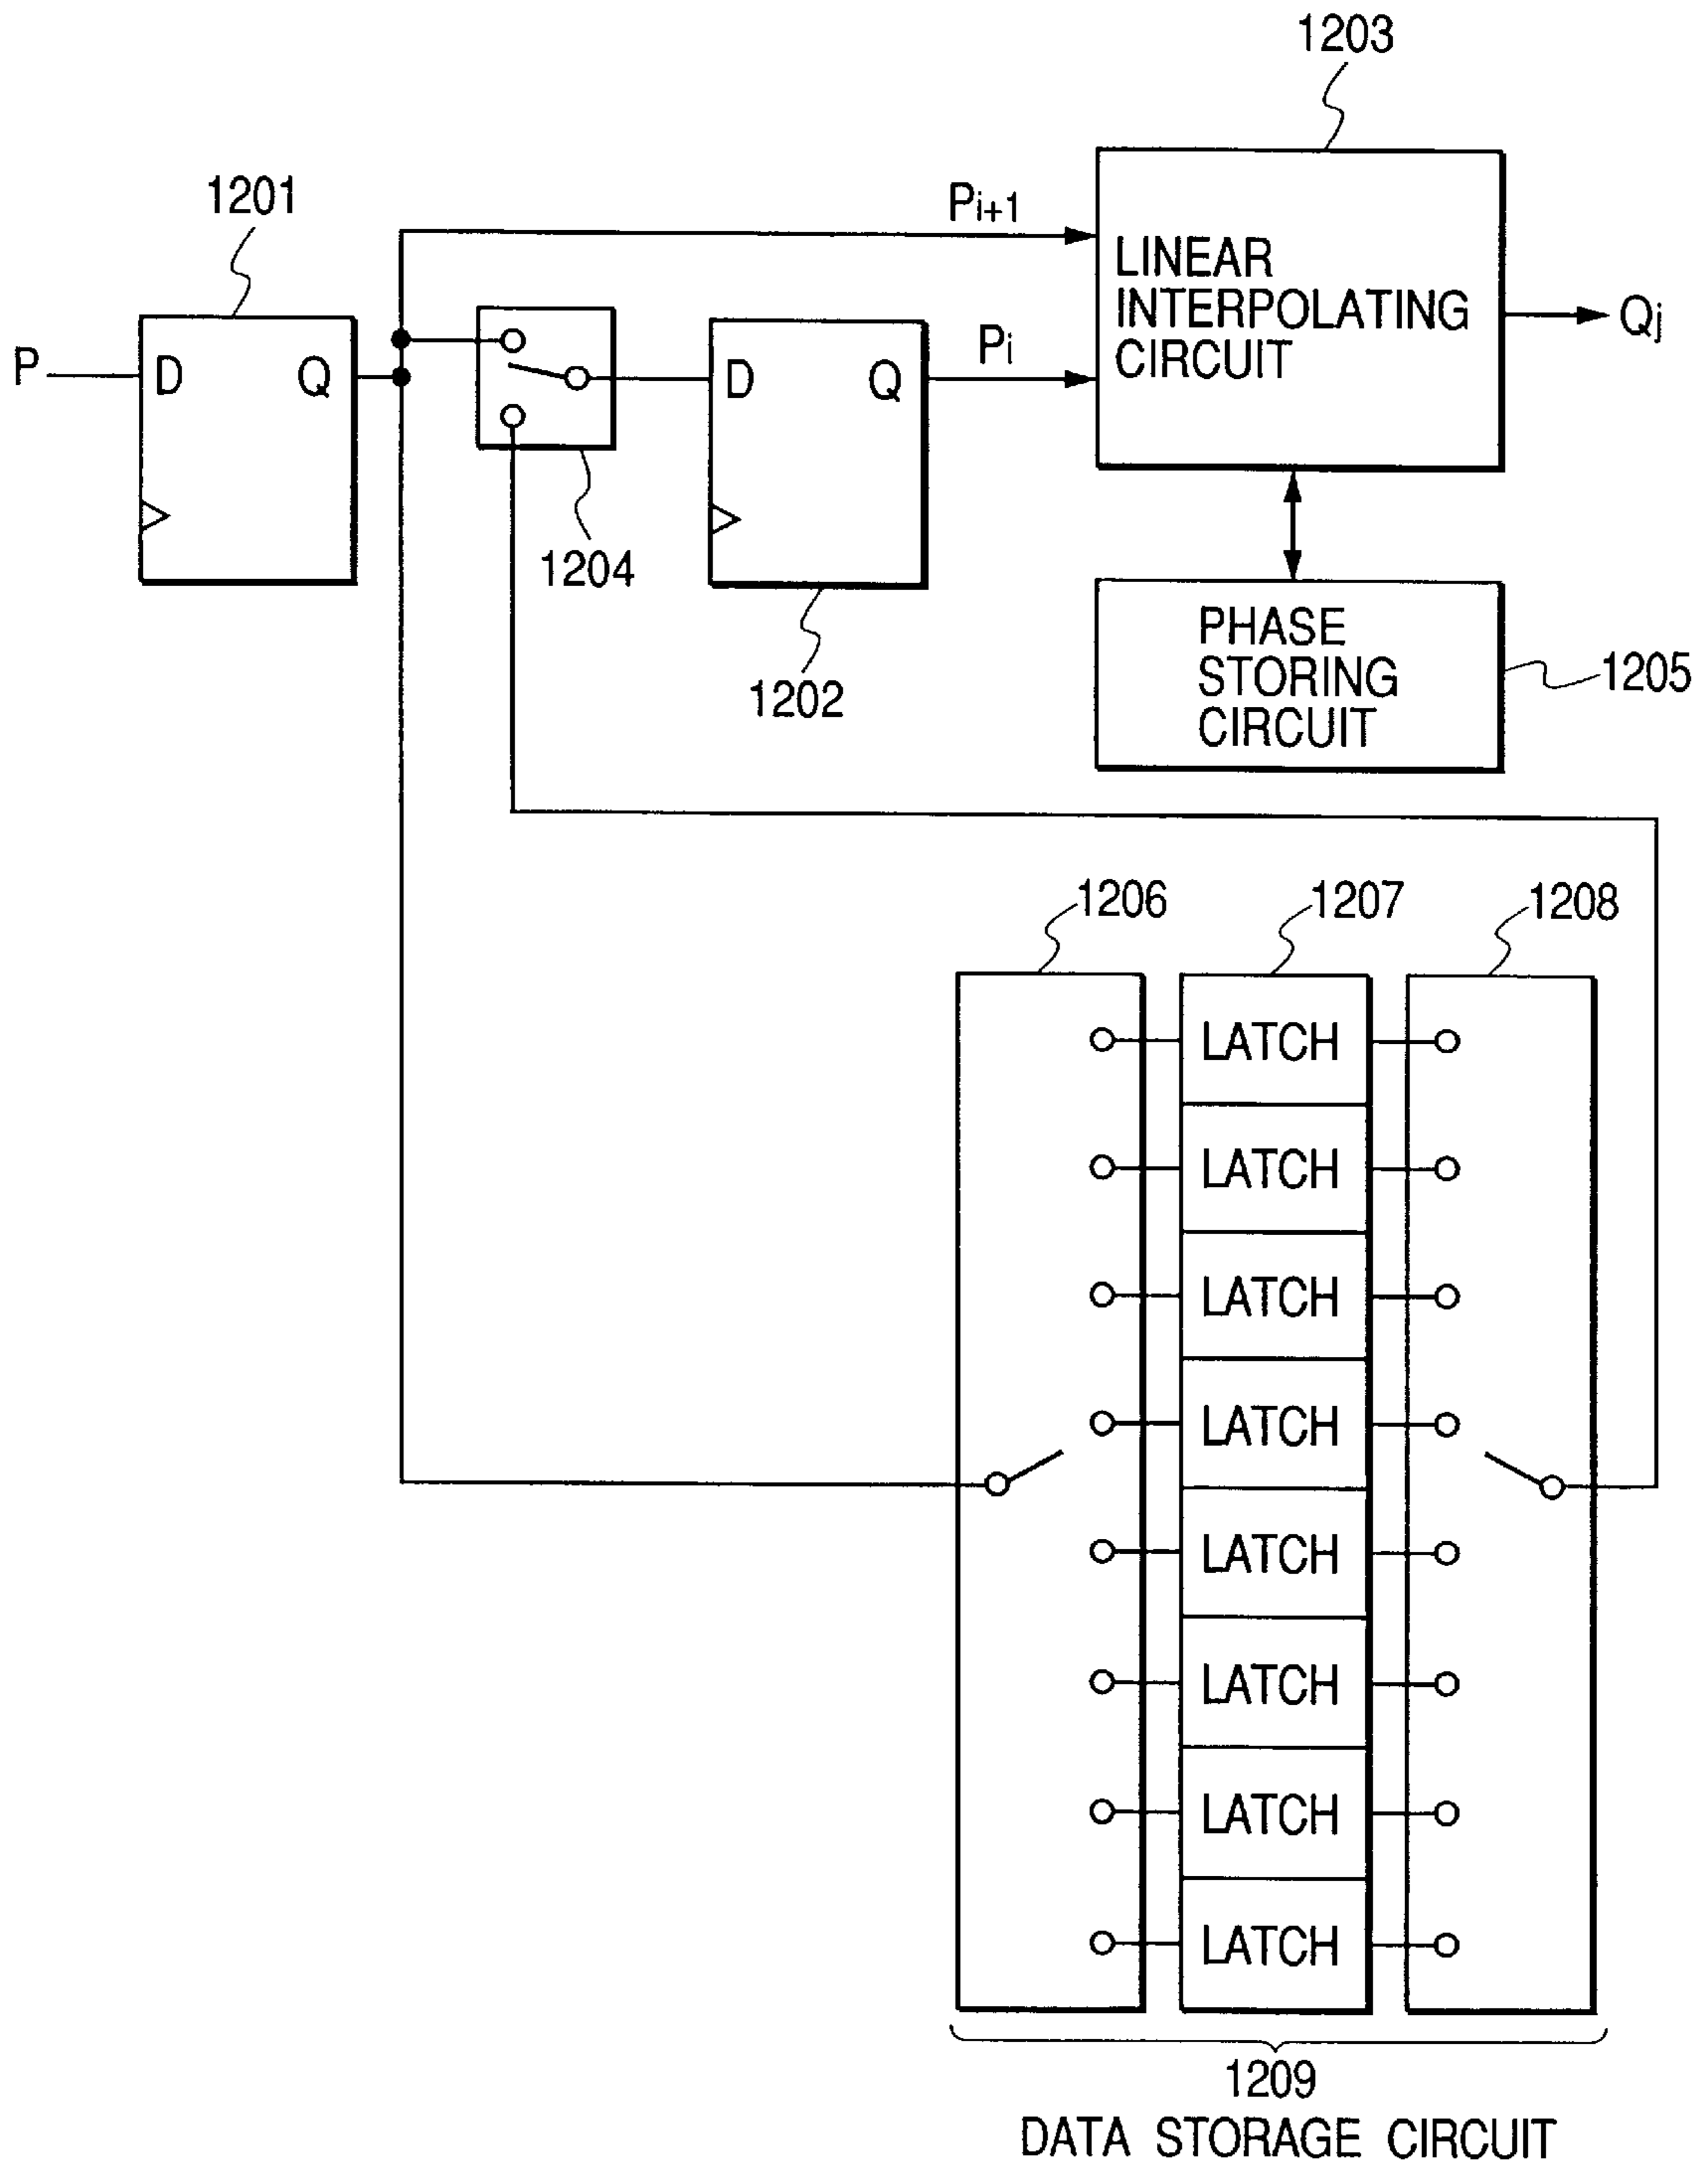 1203
1201
Pi+1
LINEAR
INTERPOLATING
CIRCUIT
P
D
Q
D
Q
Pi
Qj
1204
1202
PHASE
STORING
CIRCUIT
1205
1206
1207
1208
LATCH
LATCH
LATCH
LATCH
LATCH
LATCH
LATCH
LATCH
1209
DATA STORAGE CIRCUIT